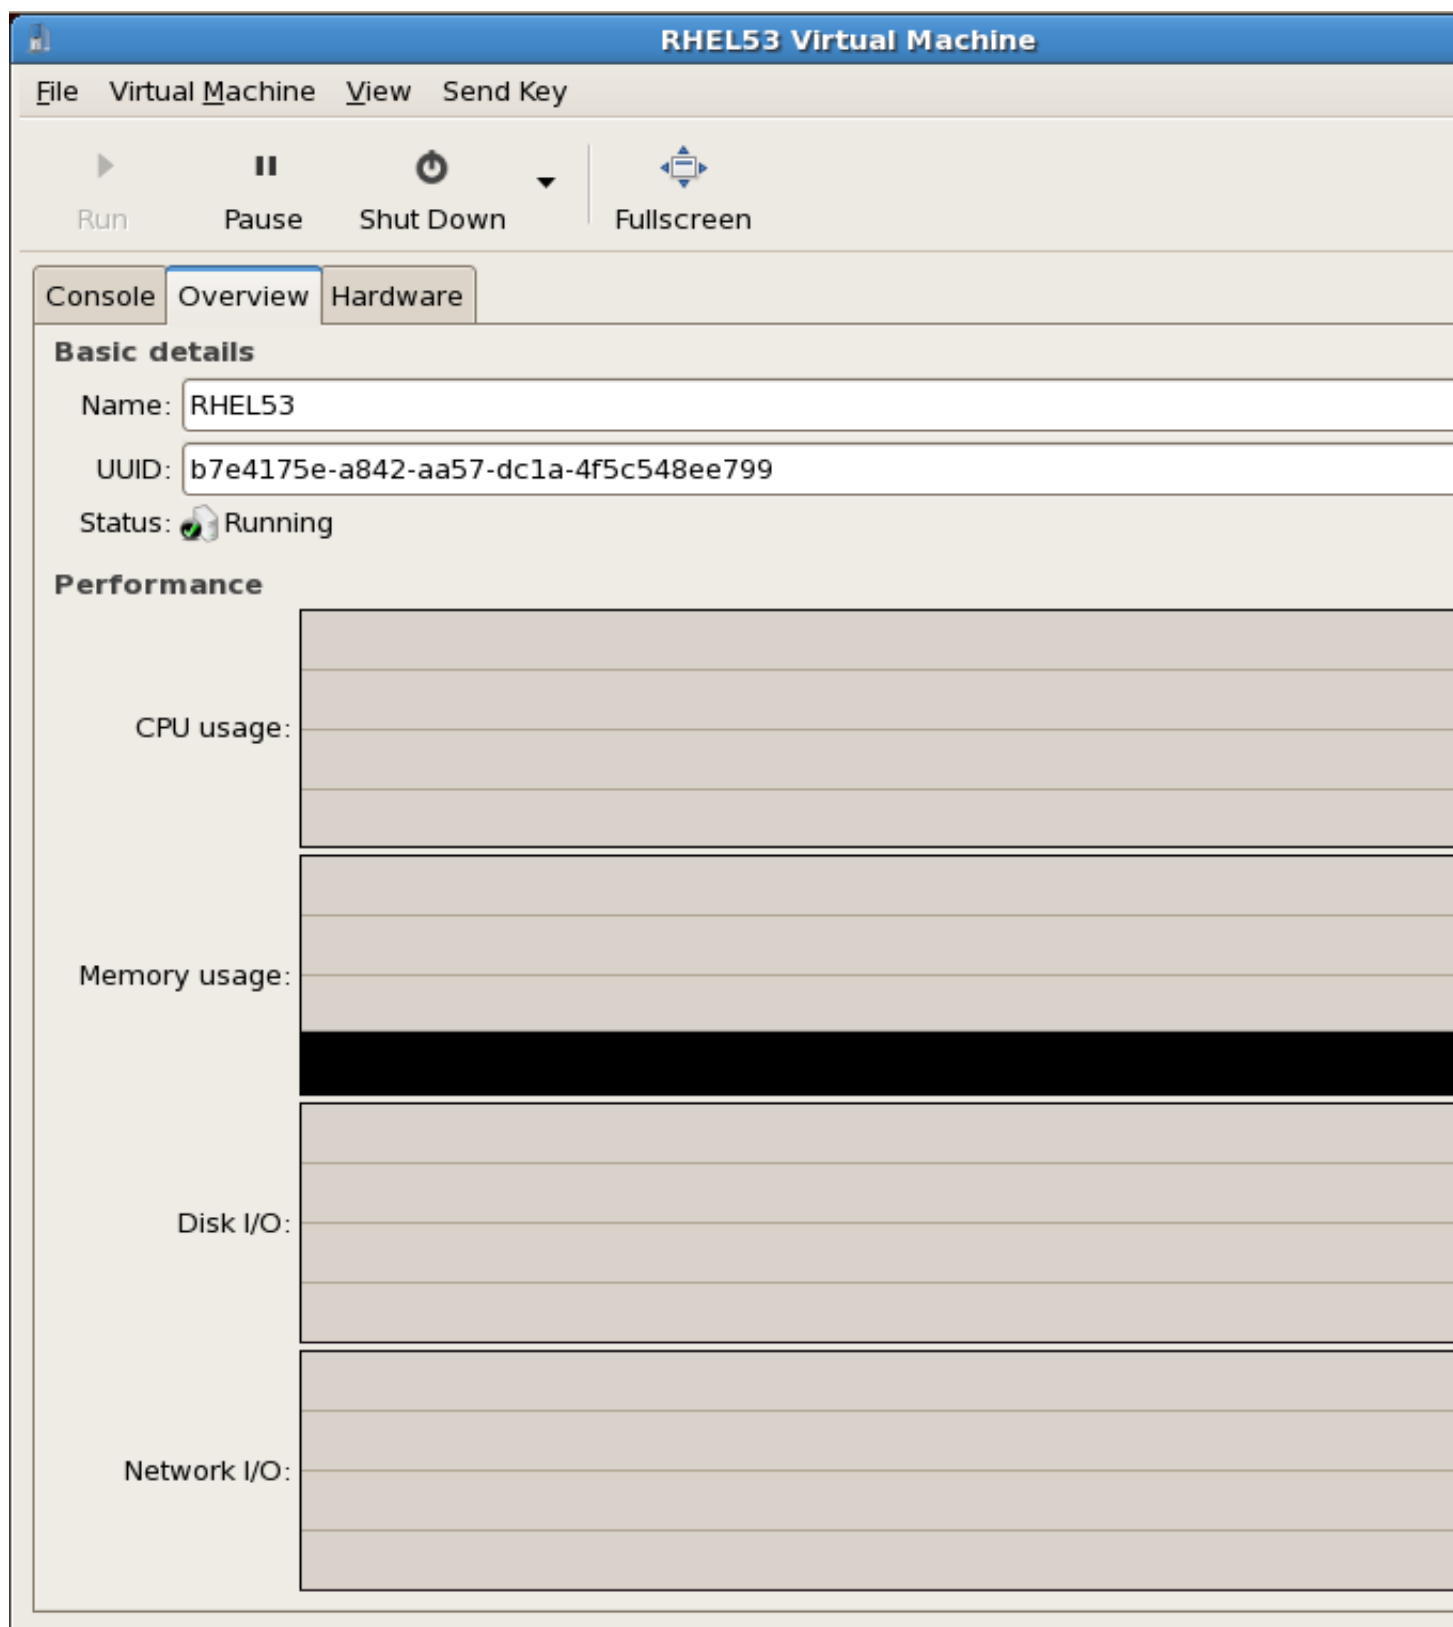 RHEL53 Virtual Machine
File Virtual Machine View Send Key
Run Pause Shut Down Fullscreen
Console Overview Hardware
Basic details
Name: RHEL53
UUID: b7e4175e-a842-aa57-dc1a-4f5c548ee799
Status: Running
Performance
CPU usage:
Memory usage:
Disk I/O:
Network I/O: